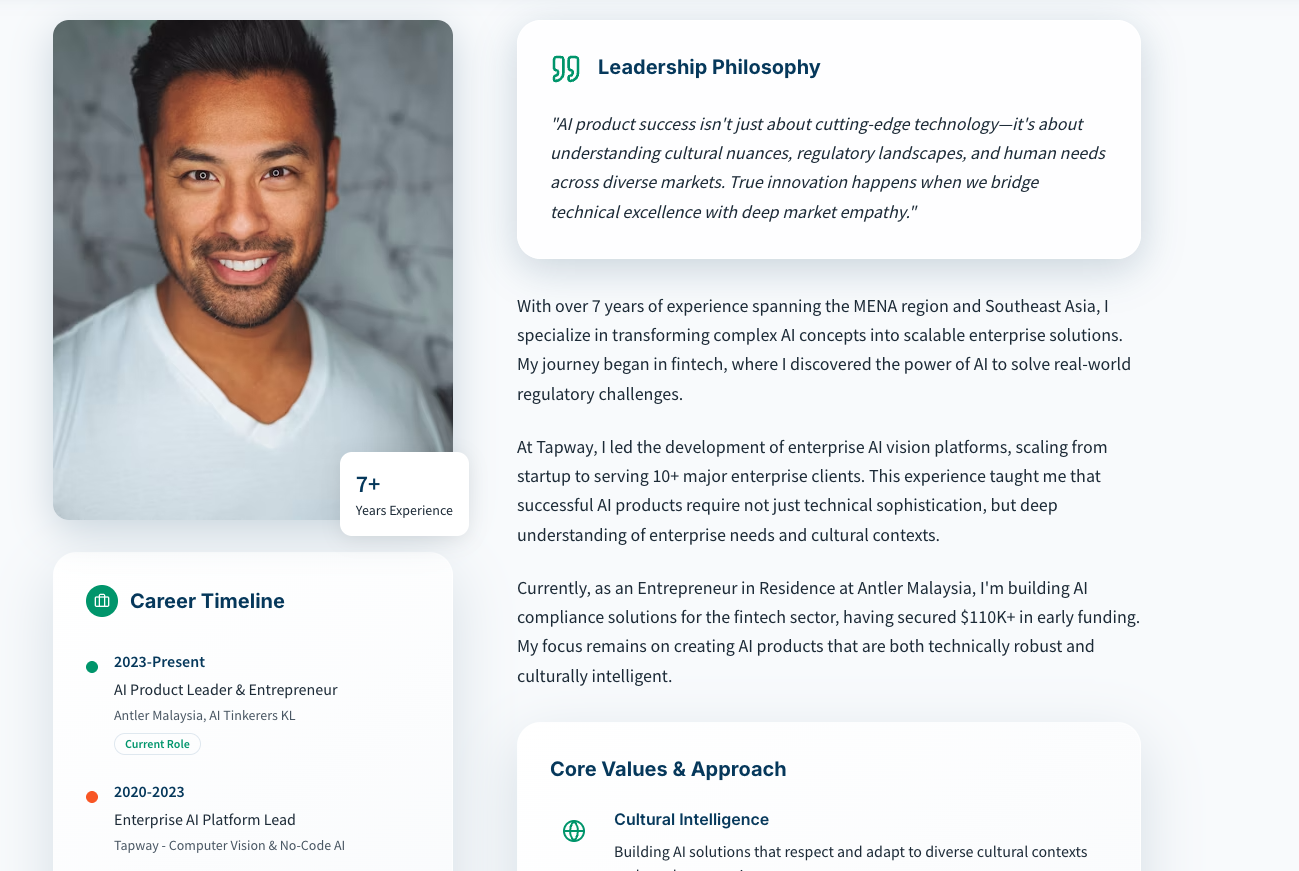 7+
Years Experience
Career Timeline
2023-Present
AI Product Leader & Entrepreneur
Antler Malaysia, AI Tinkerers KL
Current Role
2020-2023
Enterprise AI Platform Lead
Tapway - Computer Vision & No-Code AI
Leadership Philosophy
"AI product success isn't just about cutting-edge technology—it's about
understanding cultural nuances, regulatory landscapes, and human needs
across diverse markets. True innovation happens when we bridge
technical excellence with deep market empathy."
With over 7 years of experience spanning the MENA region and Southeast Asia, I
specialize in transforming complex AI concepts into scalable enterprise solutions.
My journey began in fintech, where I discovered the power of AI to solve real-world
regulatory challenges.
At Tapway, I led the development of enterprise AI vision platforms, scaling from
startup to serving 10+ major enterprise clients. This experience taught me that
successful AI products require not just technical sophistication, but deep
understanding of enterprise needs and cultural contexts.
Currently, as an Entrepreneur in Residence at Antler Malaysia, I'm building AI
compliance solutions for the fintech sector, having secured $110K+ in early funding.
My focus remains on creating AI products that are both technically robust and
culturally intelligent.
Core Values & Approach
Cultural Intelligence
Building AI solutions that respect and adapt to diverse cultural contexts